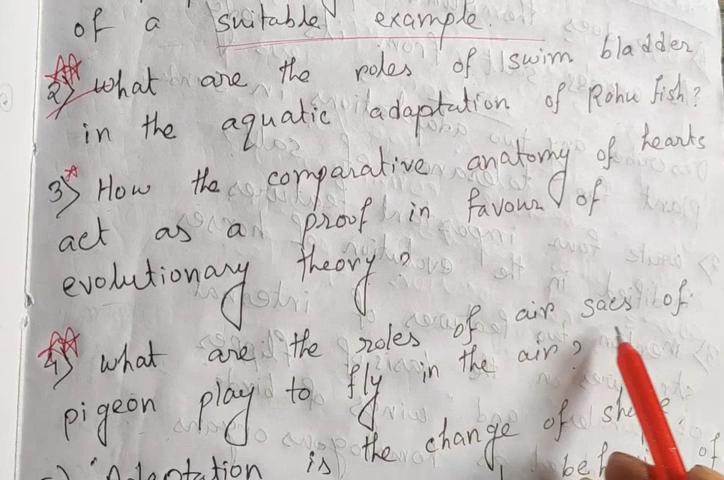 of a suitable example.
2) what are the roles of swim bladder
in the aquatic adaptation of Rohu fish?
3) How the comparative anatomy of hearts
act as a proof in favour of
evolutionary theory?
4) what are the roles of air sacs of
pigeon play to fly in the air?
Adaptation is the change of
of